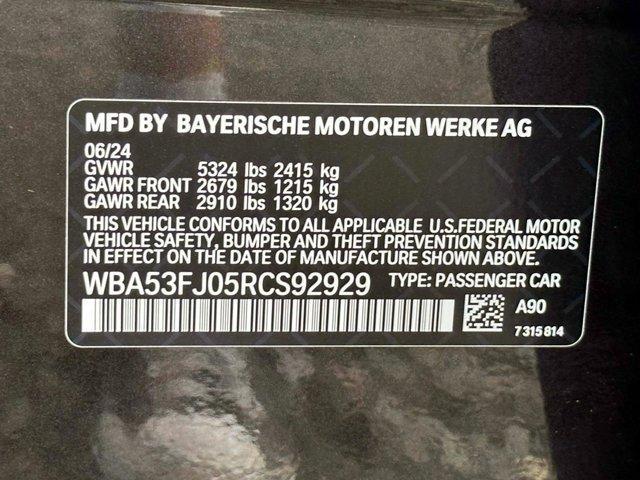 MFD BY BAYERISCHE MOTOREN WERKE AG
06/24
GVWR 5324 lbs 2415 kg
GAWR FRONT 2679 lbs 1215 kg
GAWR REAR 2910 lbs 1320 kg
THIS VEHICLE CONFORMS TO ALL APPLICABLE U.S.FEDERAL MOTOR
VEHICLE SAFETY, BUMPER AND THEFT PREVENTION STANDARDS
IN EFFECT ON THE DATE OF MANUFACTURE SHOWN ABOVE.
WBA53FJ05RCS92929 TYPE: PASSENGER CAR
A90
7315814